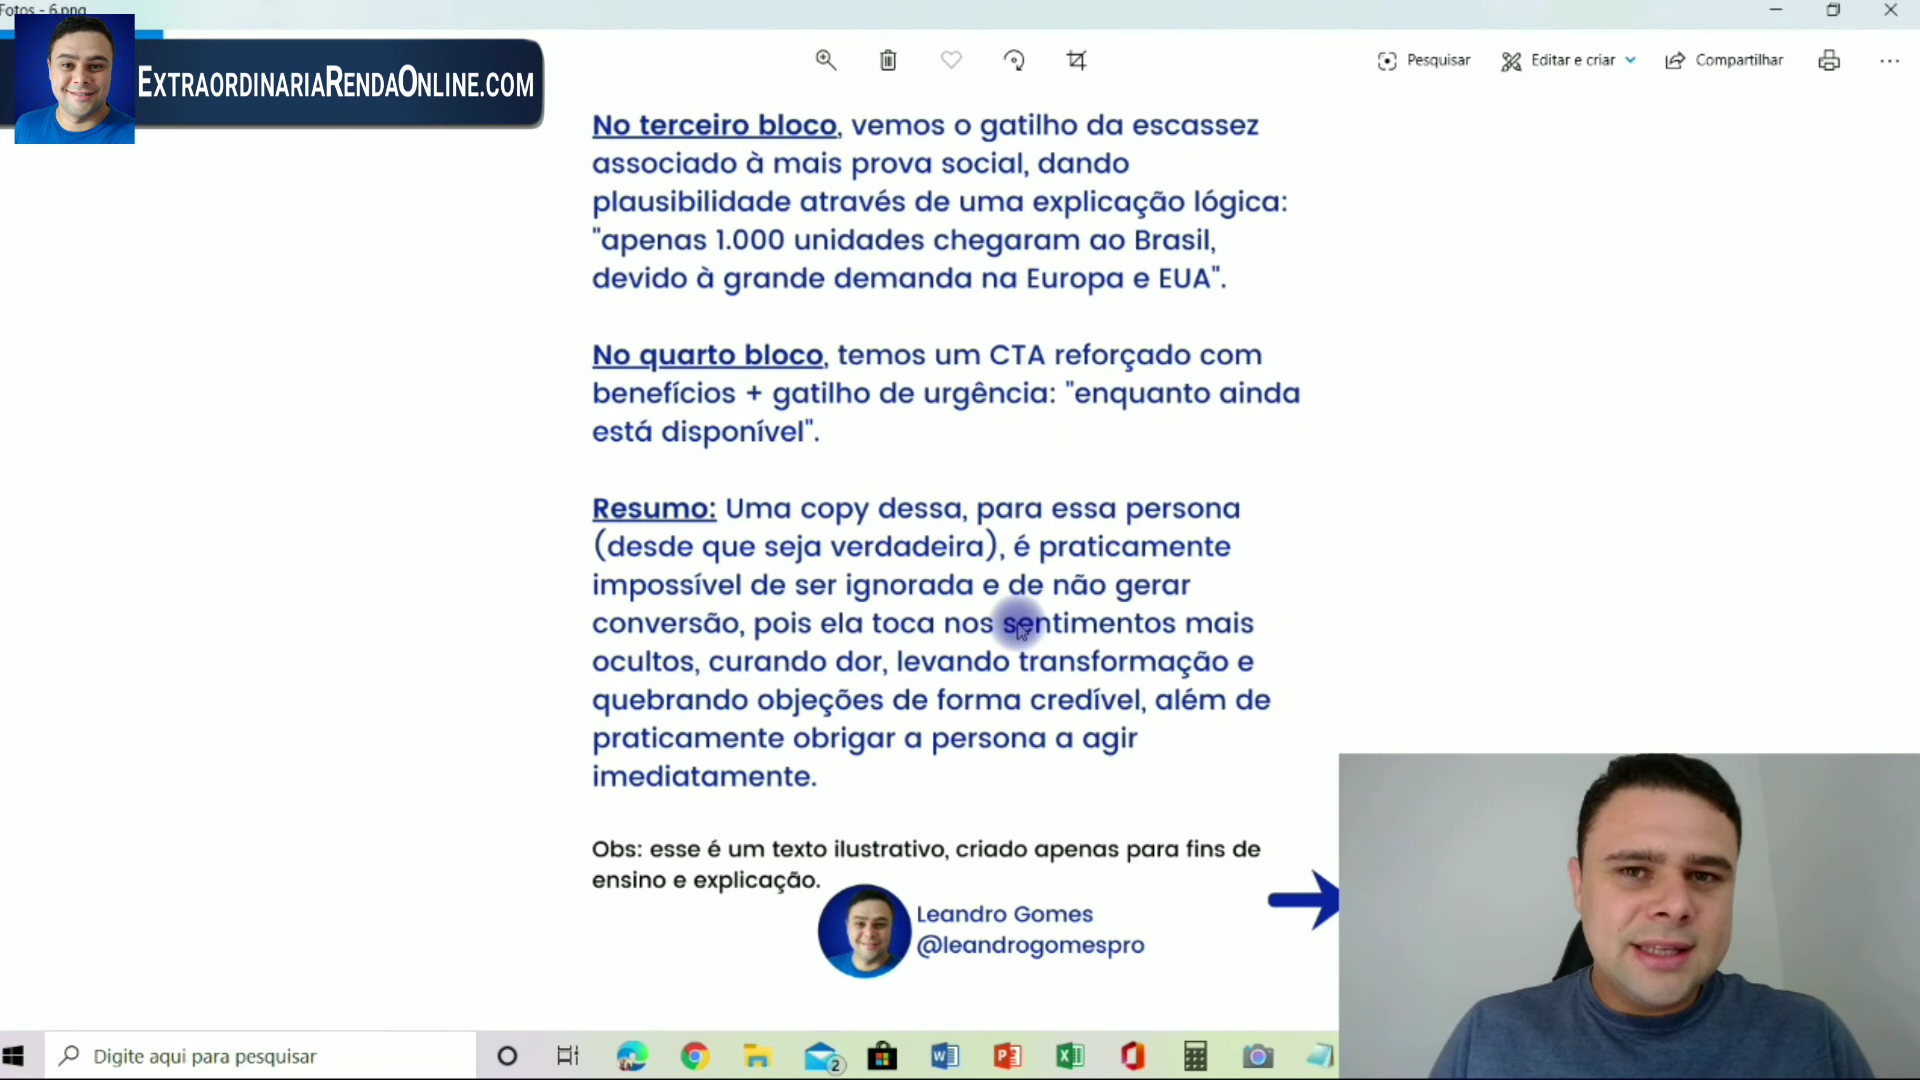 Fotos - 6.png
EXTRAORDINARIARENDAONLINE.COM
Pesquisar
Editar e criar
Compartilhar
No terceiro bloco, vemos o gatilho da escassez
associado à mais prova social, dando
plausibilidade através de uma explicação lógica:
"apenas 1.000 unidades chegaram ao Brasil,
devido à grande demanda na Europa e EUA".
No quarto bloco, temos um CTA reforçado com
benefícios + gatilho de urgência: "enquanto ainda
está disponível".
Resumo: Uma copy dessa, para essa persona
(desde que seja verdadeira), é praticamente
impossível de ser ignorada e de não gerar
conversão, pois ela toca nos sentimentos mais
ocultos, curando dor, levando transformação e
quebrando objeções de forma credível, além de
praticamente obrigar a persona a agir
imediatamente.
Obs: esse é um texto ilustrativo, criado apenas para fins de
ensino e explicação.
Leandro Gomes
@leandrogomespro
Digite aqui para pesquisar
2